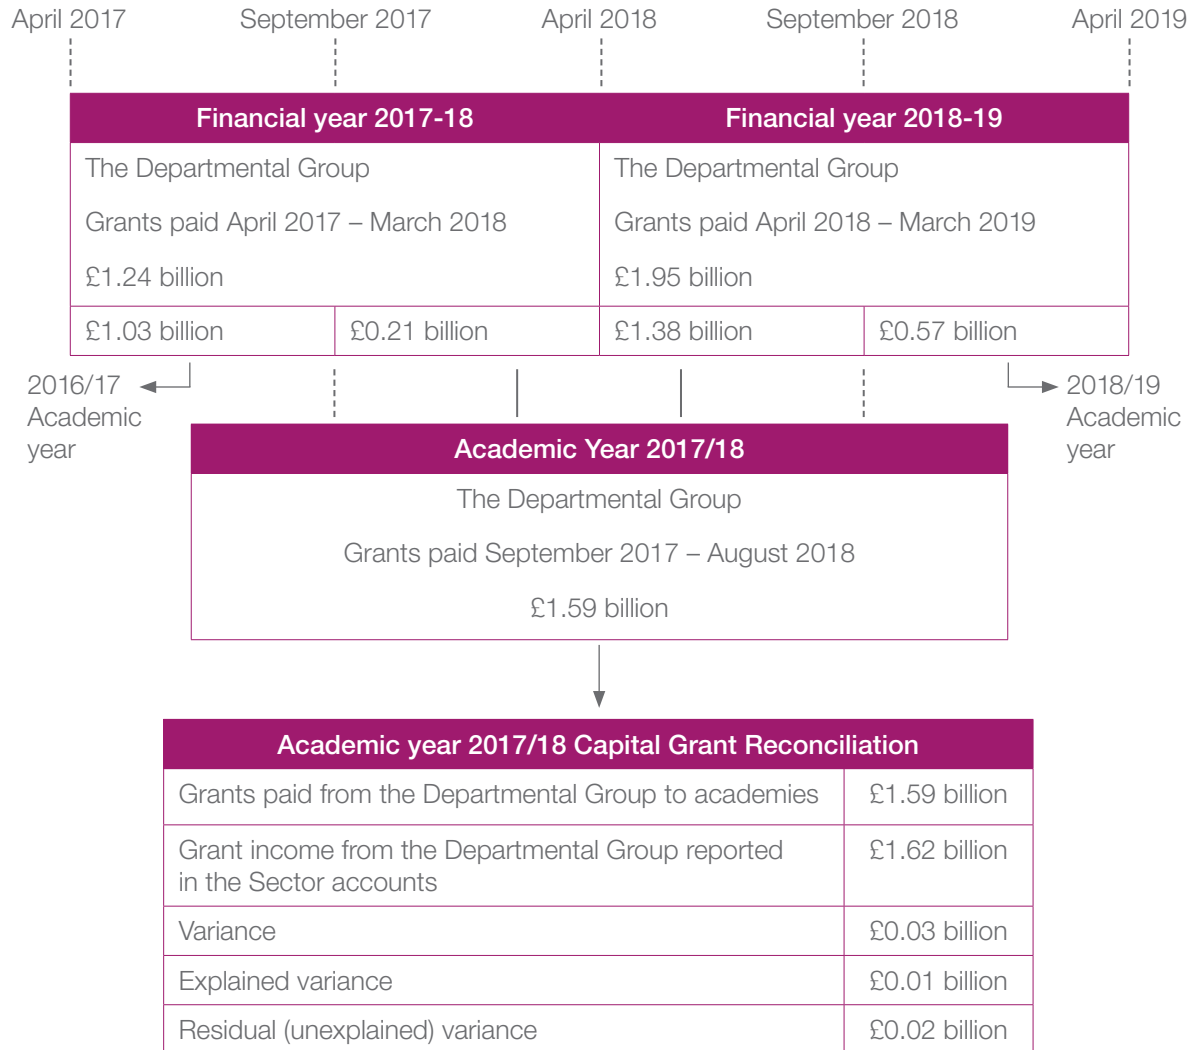 April 2017
September 2017
April 2018
September 2018
April 2019
Financial year 2017-18
Financial year 2018-19
The Departmental Group
Grants paid April 2017 – March 2018
£1.24 billion
The Departmental Group
Grants paid April 2018 – March 2019
£1.95 billion
£1.03 billion
£0.21 billion
£1.38 billion
£0.57 billion
2016/17
Academic
year
2018/19
Academic
year
Academic Year 2017/18
The Departmental Group
Grants paid September 2017 – August 2018
£1.59 billion
Academic year 2017/18 Capital Grant Reconciliation
Grants paid from the Departmental Group to academies
£1.59 billion
Grant income from the Departmental Group reported
in the Sector accounts
£1.62 billion
Variance
£0.03 billion
Explained variance
£0.01 billion
Residual (unexplained) variance
£0.02 billion